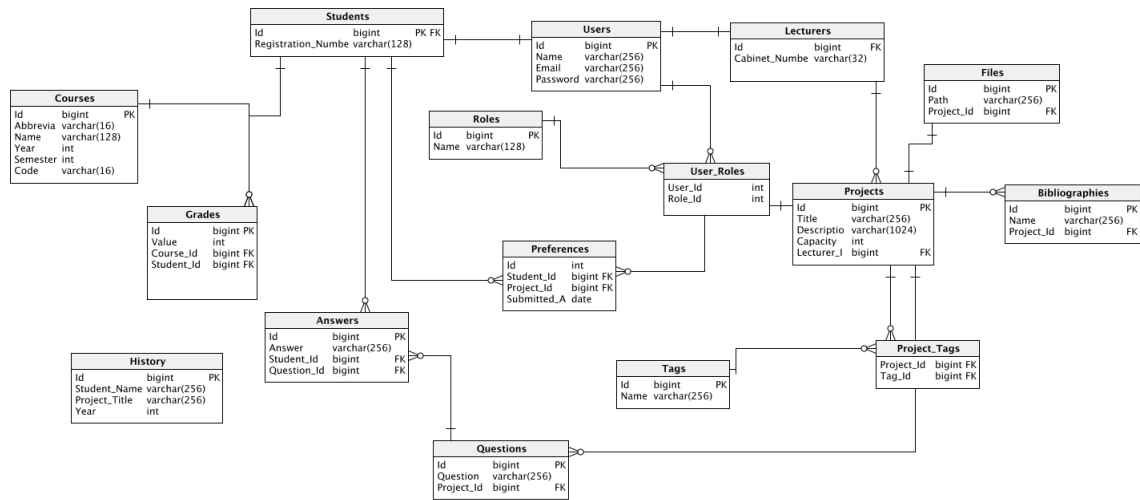 Students
Id bigint PK FK
Registration_Numbe varchar(128)
Users
Id bigint PK
Name varchar(256)
Email varchar(256)
Password varchar(256)
Lecturers
Id bigint FK
Cabinet_Numbe varchar(32)
Files
Id bigint PK
Path varchar(256)
Project_Id bigint FK
Courses
Id bigint PK
Abbrevia varchar(16)
Name varchar(128)
Year int
Semester int
Code varchar(16)
Roles
Id bigint PK
Name varchar(128)
User_Roles
User_Id int
Role_Id int
Projects
Id bigint PK
Title varchar(256)
Descriptio varchar(1024)
Capacity int
Lecturer_I bigint FK
Bibliographies
Id bigint PK
Name varchar(256)
Project_Id bigint FK
Grades
Id bigint PK
Value int
Course_Id bigint FK
Student_Id bigint FK
Preferences
Id int
Student_Id bigint FK
Project_Id bigint FK
Submitted_A date
Answers
Id bigint PK
Answer varchar(256)
Student_Id bigint FK
Question_Id bigint FK
History
Id bigint PK
Student_Name varchar(256)
Project_Title varchar(256)
Year int
Tags
Id bigint PK
Name varchar(256)
Project_Tags
Project_Id bigint FK
Tag_Id bigint FK
Questions
Id bigint PK
Question varchar(256)
Project_Id bigint FK